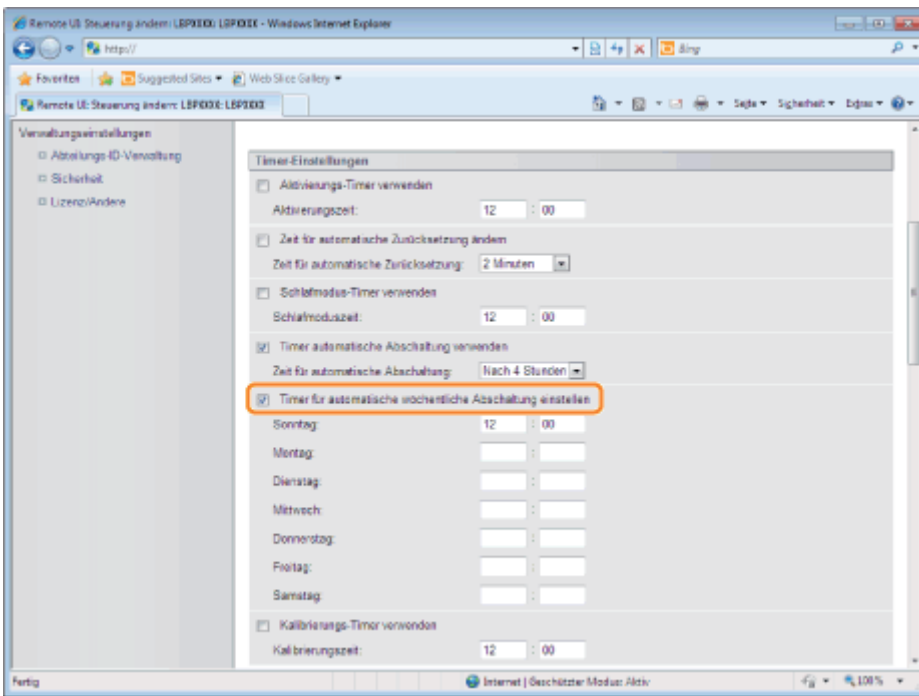 Remote UI: Steuerung ändern: LBPXXXX: LBPXXXX - Windows Internet Explorer
http://
Bing
Favoriten Suggested Sites Web Slice Gallery
Remote UI: Steuerung ändern: LBPXXXX: LBPXXXX
Seite Sicherheit Extras
Verwaltungseinstellungen
Abteilungs-ID-Verwaltung
Sicherheit
Lizenz/Andere
Timer-Einstellungen
Aktivierungs-Timer verwenden
Aktivierungszeit: 12 : 00
Zeit für automatische Zurücksetzung ändern
Zeit für automatische Zurücksetzung: 2 Minuten
Schlafmodus-Timer verwenden
Schlafmoduszeit: 12 : 00
Timer automatische Abschaltung verwenden
Zeit für automatische Abschaltung: Nach 4 Stunden
Timer für automatische wöchentliche Abschaltung einstellen
Sonntag: 12 : 00
Montag: :
Dienstag: :
Mittwoch: :
Donnerstag: :
Freitag: :
Samstag: :
Kalibrierungs-Timer verwenden
Kalibrierungszeit: 12 : 00
Fertig
Internet | Geschützter Modus: Aktiv
100%